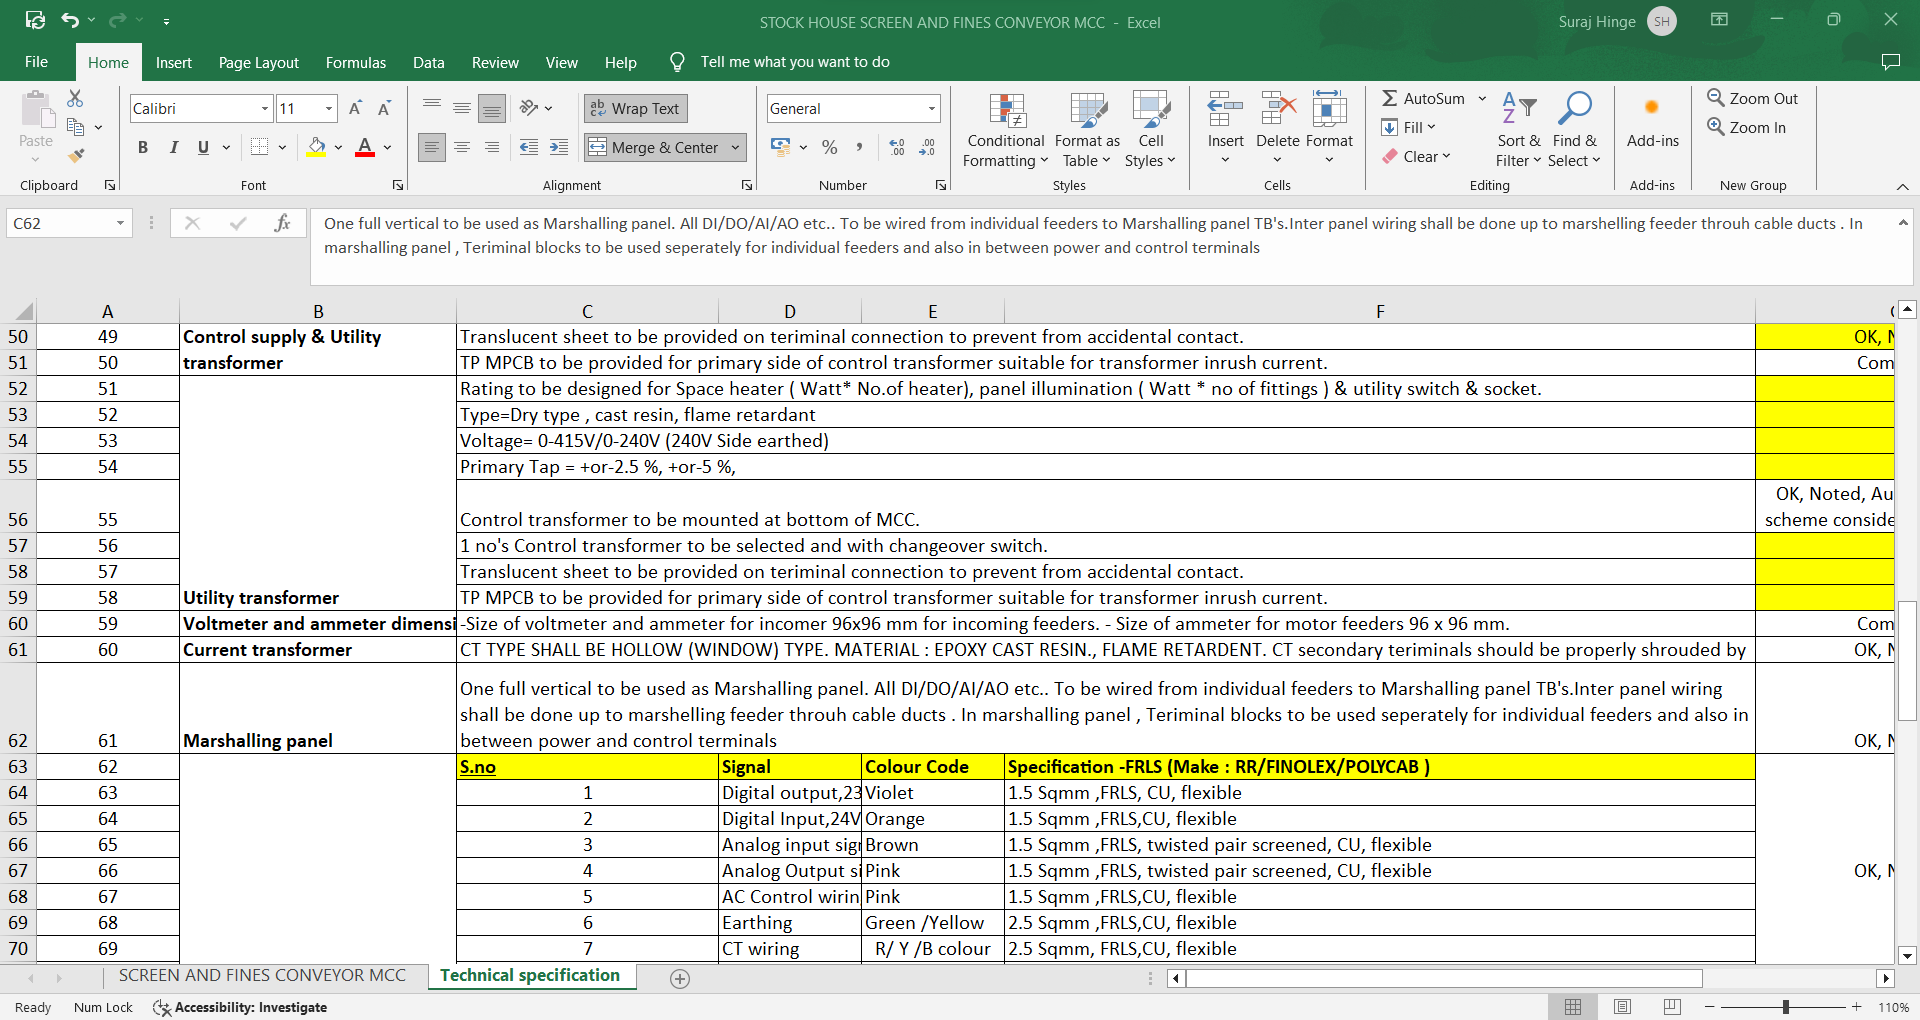 STOCK HOUSE SCREEN AND FINES CONVEYOR MCC - Excel
Suraj Hinge SH
File Home Insert Page Layout Formulas Data Review View Help Tell me what you want to do
Calibri 11 Wrap Text General AutoSum Zoom Out
Paste Conditional Format as Cell Insert Delete Format Fill Sort & Find & Add-ins Zoom In
B I U A Merge & Center % Formatting Table Styles Clear Filter Select
Clipboard Font Alignment Number Styles Cells Editing Add-ins New Group
C62 fx One full vertical to be used as Marshalling panel. All DI/DO/AI/AO etc.. To be wired from individual feeders to Marshalling panel TB's.Inter panel wiring shall be done up to marshelling feeder throuh cable ducts . In
marshalling panel , Teriminal blocks to be used seperately for individual feeders and also in between power and control terminals
A B C D E F
50 49 Control supply & Utility Translucent sheet to be provided on teriminal connection to prevent from accidental contact. OK,
51 50 transformer TP MPCB to be provided for primary side of control transformer suitable for transformer inrush current. Com
52 51 Rating to be designed for Space heater ( Watt* No.of heater), panel illumination ( Watt * no of fittings ) & utility switch & socket.
53 52 Type=Dry type , cast resin, flame retardant
54 53 Voltage= 0-415V/0-240V (240V Side earthed)
55 54 Primary Tap = +or-2.5 %, +or-5 %,
OK, Noted, Au
56 55 Control transformer to be mounted at bottom of MCC. scheme conside
57 56 1 no's Control transformer to be selected and with changeover switch.
58 57 Translucent sheet to be provided on teriminal connection to prevent from accidental contact.
59 58 Utility transformer TP MPCB to be provided for primary side of control transformer suitable for transformer inrush current.
60 59 Voltmeter and ammeter dimensi -Size of voltmeter and ammeter for incomer 96x96 mm for incoming feeders. - Size of ammeter for motor feeders 96 x 96 mm. Com
61 60 Current transformer CT TYPE SHALL BE HOLLOW (WINDOW) TYPE. MATERIAL : EPOXY CAST RESIN., FLAME RETARDENT. CT secondary teriminals should be properly shrouded by OK,
One full vertical to be used as Marshalling panel. All DI/DO/AI/AO etc.. To be wired from individual feeders to Marshalling panel TB's.Inter panel wiring
shall be done up to marshelling feeder throuh cable ducts . In marshalling panel , Teriminal blocks to be used seperately for individual feeders and also in
62 61 Marshalling panel between power and control terminals OK,
63 62 S.no Signal Colour Code Specification -FRLS (Make : RR/FINOLEX/POLYCAB )
64 63 1 Digital output,23 Violet 1.5 Sqmm ,FRLS, CU, flexible
65 64 2 Digital Input,24V Orange 1.5 Sqmm ,FRLS,CU, flexible
66 65 3 Analog input sig Brown 1.5 Sqmm ,FRLS, twisted pair screened, CU, flexible
67 66 4 Analog Output si Pink 1.5 Sqmm ,FRLS, twisted pair screened, CU, flexible OK,
68 67 5 AC Control wirin Pink 1.5 Sqmm ,FRLS,CU, flexible
69 68 6 Earthing Green /Yellow 2.5 Sqmm ,FRLS,CU, flexible
70 69 7 CT wiring R/ Y /B colour 2.5 Sqmm, FRLS,CU, flexible
SCREEN AND FINES CONVEYOR MCC Technical specification
Ready Num Lock Accessibility: Investigate 110%